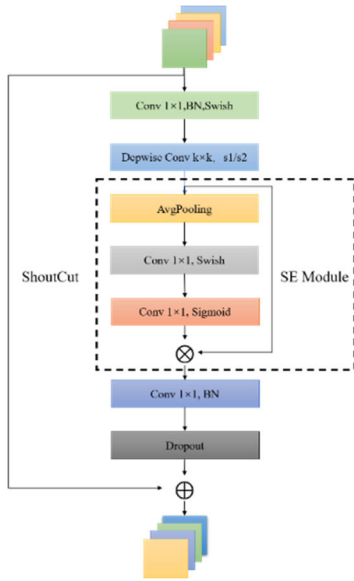 Conv 1×1,BN,Swish
Depwise Conv k×k, s1/s2
AvgPooling
Conv 1×1, Swish
ShoutCut
SE Module
Conv 1×1, Sigmoid
Conv 1×1, BN
Dropout